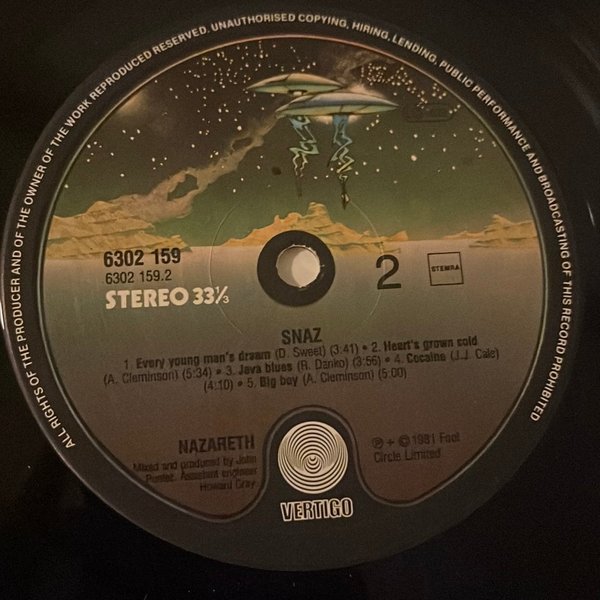 ALL RIGHTS OF THE PRODUCER AND OF THE OWNER OF THE WORK REPRODUCED RESERVED. UNAUTHORISED COPYING, HIRING, LENDING, PUBLIC PERFORMANCE AND BROADCASTING OF THIS RECORD PROHIBITED
6302 159
6302 159.2
STEREO 33⅓
2
STEMRA
SNAZ
1. Every young man's dream (D. Sweet) (3:41) • 2. Heart's grown cold
(A. Cleminson) (5:34) • 3. Java blues (R. Danko) (3:56) • 4. Cocaine (J.J. Cale)
(4:10) • 5. Big boy (A. Cleminson) (5:00)
NAZARETH
Mixed and produced by John
Punter. Assistant engineer
Howard Gray.
℗ + © 1981 Fool
Circle Limited
VERTIGO